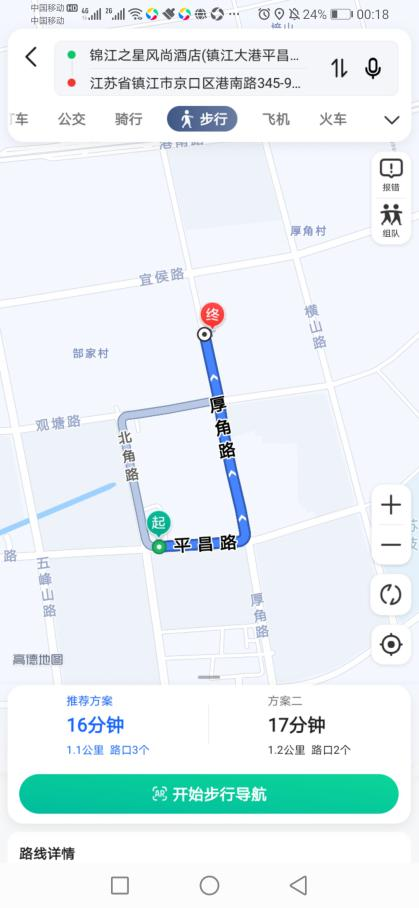 中国移动 HD 4G 2G 24% 00:18
中国移动
锦江之星风尚酒店(镇江大港平昌...
江苏省镇江市京口区港南路345-9...
车 公交 骑行 步行 飞机 火车
港南路
报错
组队
厚角村
宜侯路
横山路
终
郜家村
厚角路
观塘路
北角路
起
平昌路
路
五峰山路
厚角路
高德地图
推荐方案
16分钟
1.1公里 路口3个
方案二
17分钟
1.2公里 路口2个
AR 开始步行导航
路线详情